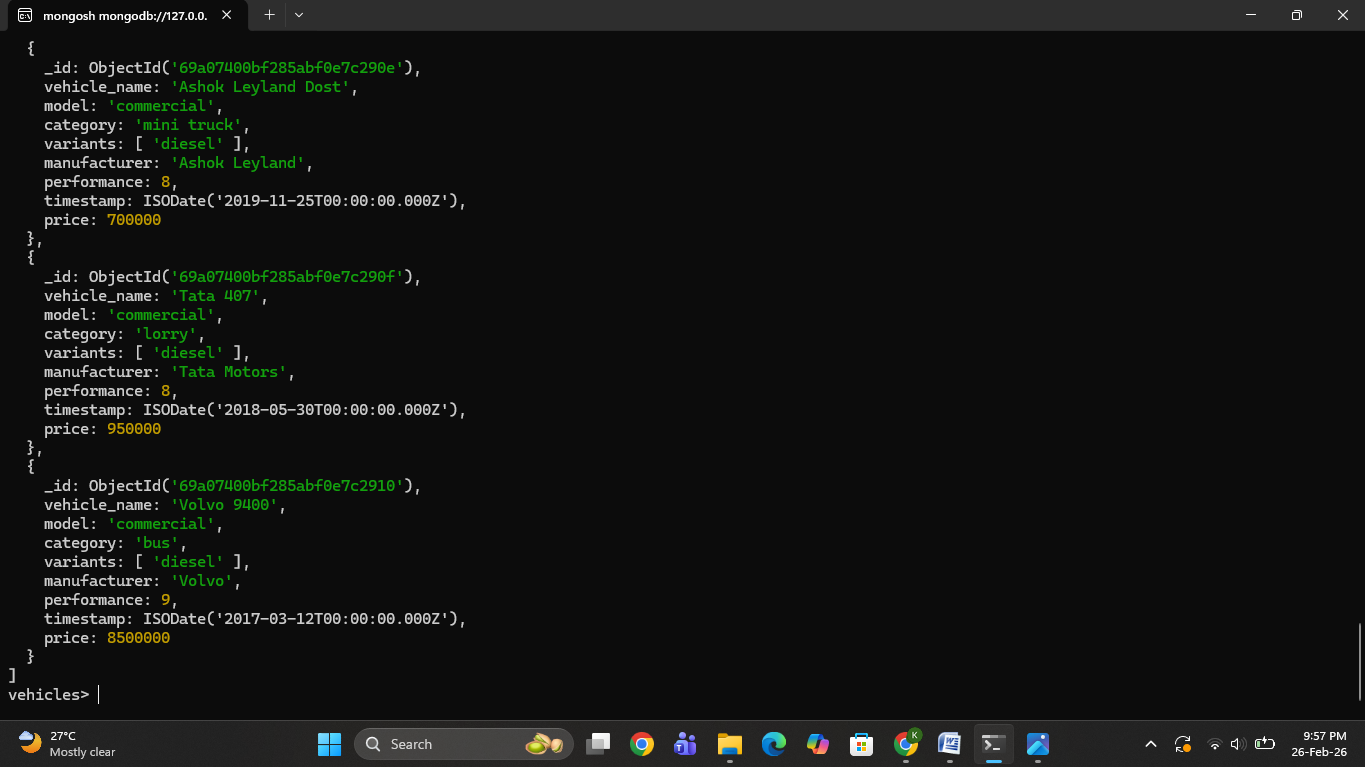 mongosh mongodb://127.0.0.
{
_id: ObjectId('69a07400bf285abf0e7c290e'),
vehicle_name: 'Ashok Leyland Dost',
model: 'commercial',
category: 'mini truck',
variants: [ 'diesel' ],
manufacturer: 'Ashok Leyland',
performance: 8,
timestamp: ISODate('2019-11-25T00:00:00.000Z'),
price: 700000
},
{
_id: ObjectId('69a07400bf285abf0e7c290f'),
vehicle_name: 'Tata 407',
model: 'commercial',
category: 'lorry',
variants: [ 'diesel' ],
manufacturer: 'Tata Motors',
performance: 8,
timestamp: ISODate('2018-05-30T00:00:00.000Z'),
price: 950000
},
{
_id: ObjectId('69a07400bf285abf0e7c2910'),
vehicle_name: 'Volvo 9400',
model: 'commercial',
category: 'bus',
variants: [ 'diesel' ],
manufacturer: 'Volvo',
performance: 9,
timestamp: ISODate('2017-03-12T00:00:00.000Z'),
price: 8500000
}
]
vehicles>
27°C
Mostly clear
Search
K
9:57 PM
26-Feb-26